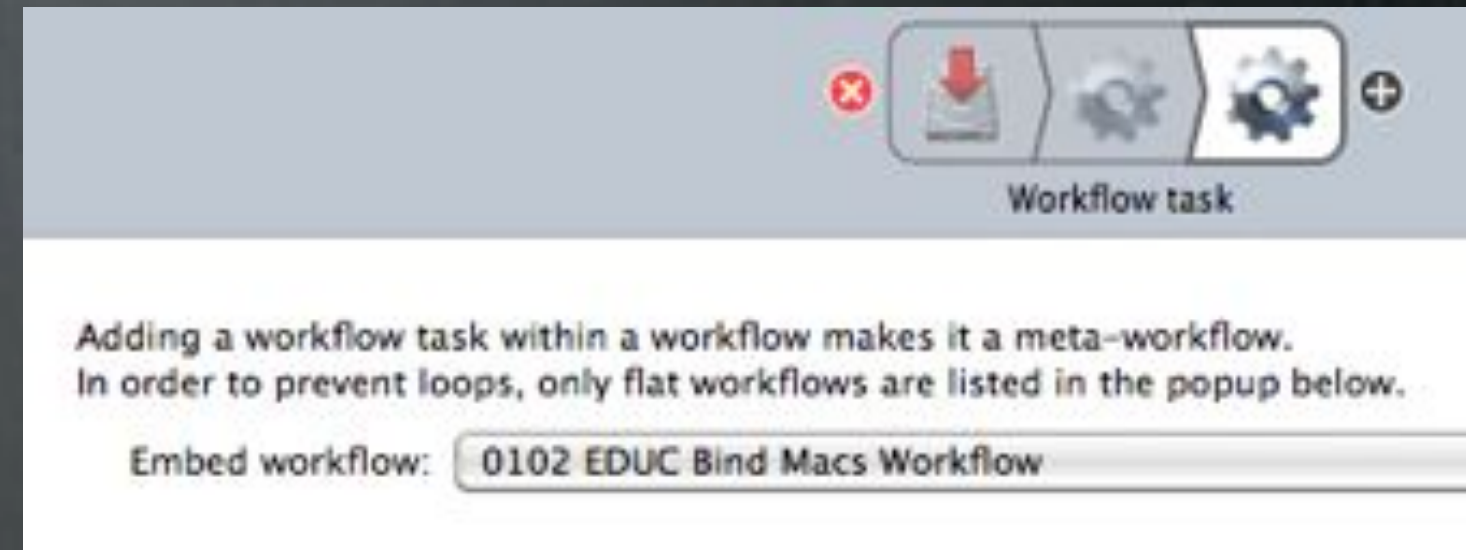 Workflow task
Adding a workflow task within a workflow makes it a meta-workflow.
In order to prevent loops, only flat workflows are listed in the popup below.
Embed workflow: 0102 EDUC Bind Macs Workflow